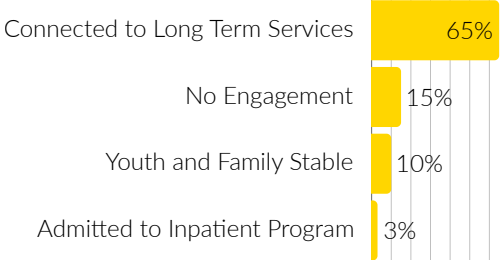 Connected to Long Term Services 65%
No Engagement 15%
Youth and Family Stable 10%
Admitted to Inpatient Program 3%